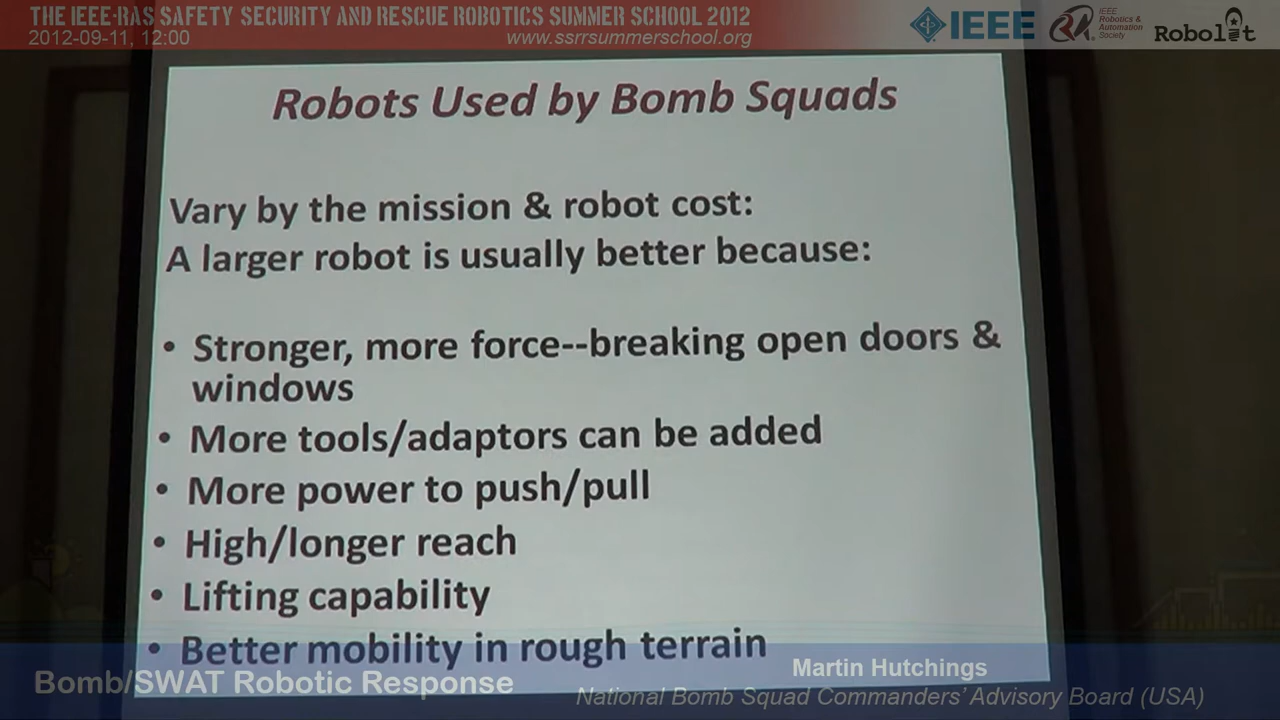 THE IEEE-RAS SAFETY SECURITY AND RESCUE ROBOTICS SUMMER SCHOOL 2012
2012-09-11, 12:00
www.ssrrsummerschool.org
IEEE
IEEE
Robotics &
Automation
Society
Robolit
Robots Used by Bomb Squads
Vary by the mission & robot cost:
A larger robot is usually better because:
• Stronger, more force--breaking open doors &
windows
• More tools/adaptors can be added
• More power to push/pull
• High/longer reach
• Lifting capability
• Better mobility in rough terrain
Martin Hutchings
Bomb/SWAT Robotic Response
National Bomb Squad Commanders' Advisory Board (USA)